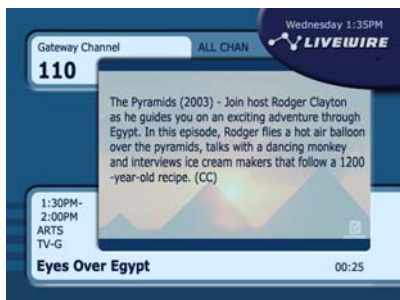 Wednesday 1:35PM
LIVEWIRE
Gateway Channel
ALL CHAN
110
The Pyramids (2003) - Join host Rodger Clayton
as he guides you on an exciting adventure through
Egypt. In this episode, Rodger flies a hot air balloon
over the pyramids, talks with a dancing monkey
and interviews ice cream makers that follow a 1200
-year-old recipe. (CC)
1:30PM-
2:00PM
ARTS
TV-G
Eyes Over Egypt
00:25